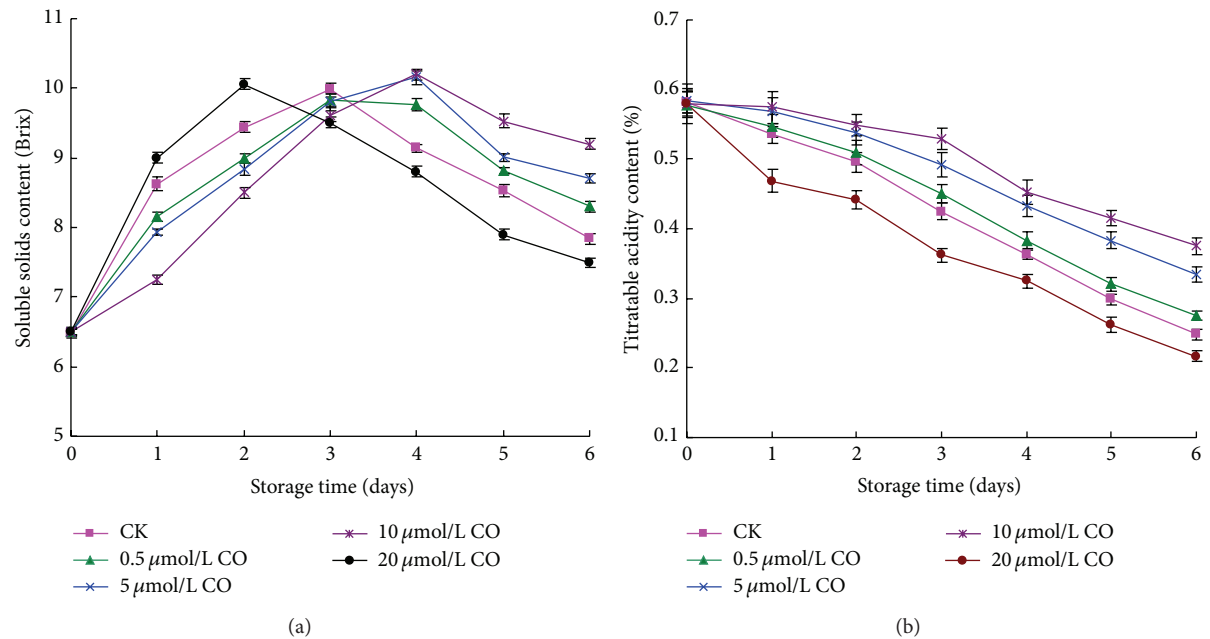 11
10
9
8
7
6
5
0 1 2 3 4 5 6
Soluble solids content (Brix)
Storage time (days)
CK
0.5 μmol/L CO
5 μmol/L CO
10 μmol/L CO
20 μmol/L CO
(a)
0.7
0.6
0.5
0.4
0.3
0.2
0.1
0 1 2 3 4 5 6
Titratable acidity content (%)
Storage time (days)
CK
0.5 μmol/L CO
5 μmol/L CO
10 μmol/L CO
20 μmol/L CO
(b)